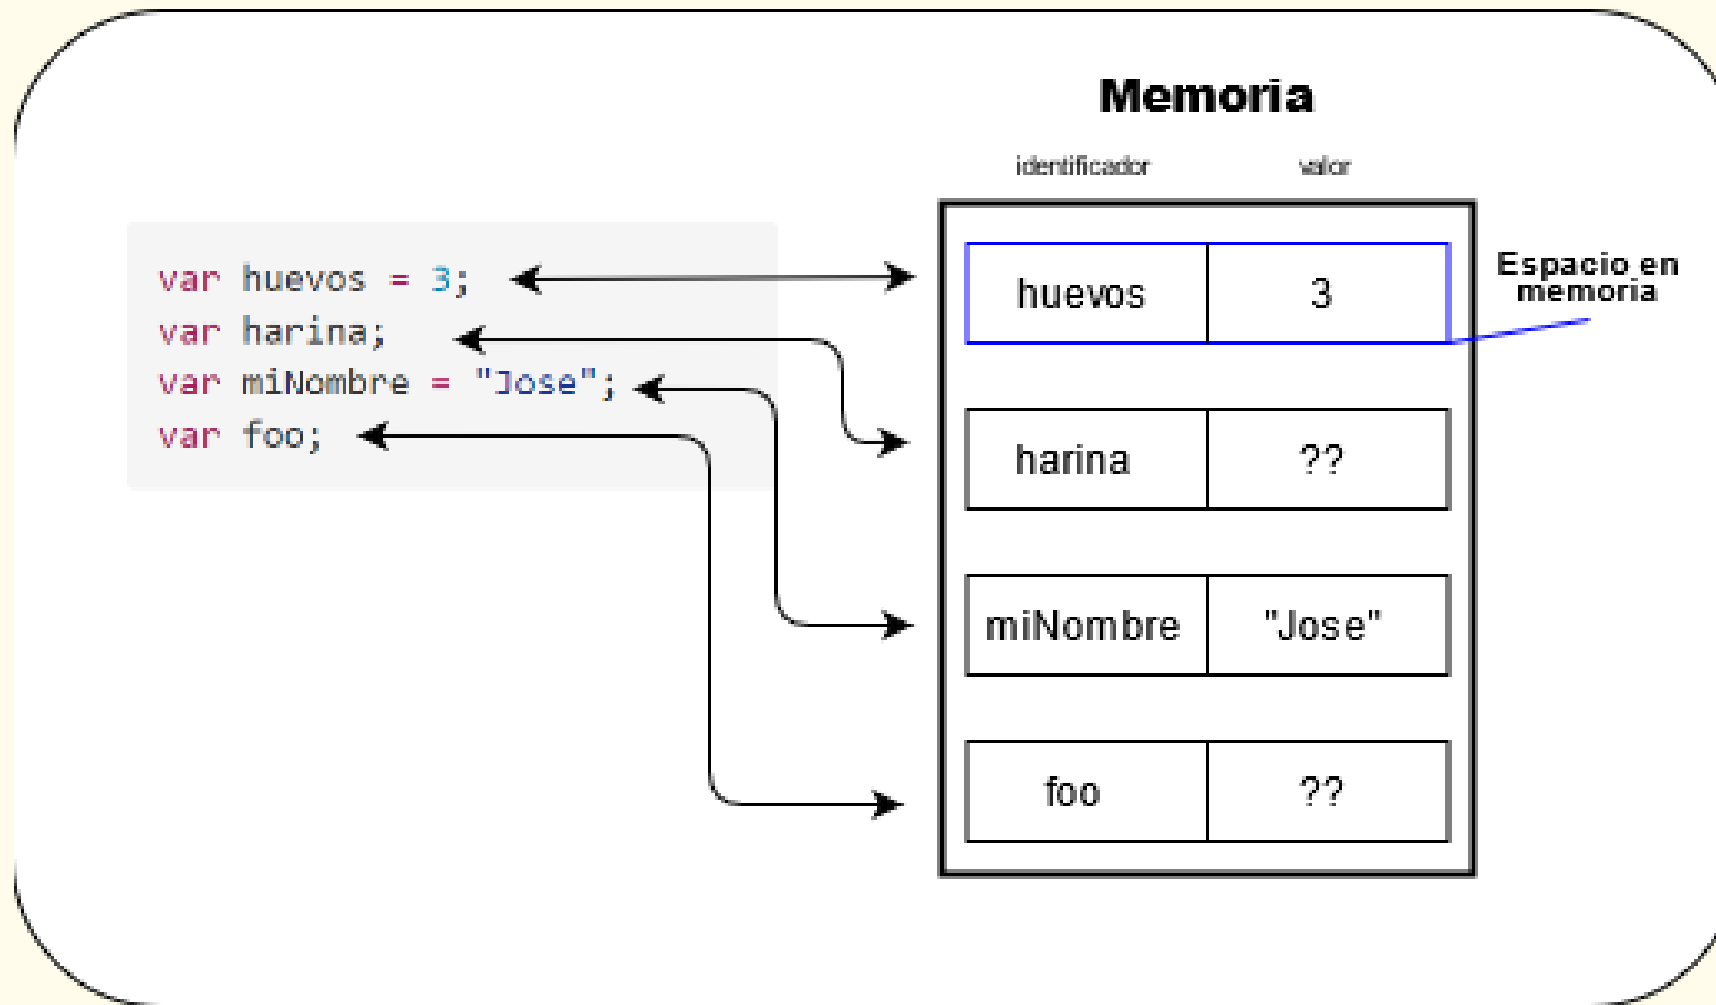 Memoria
identificador valor
var huevos = 3;
var harina;
var miNombre = "Jose";
var foo;
huevos 3
harina ??
miNombre "Jose"
foo ??
Espacio en
memoria